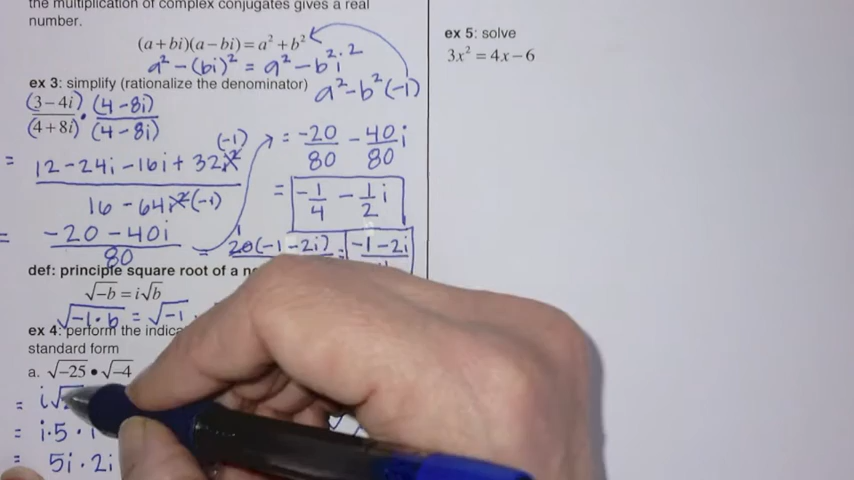 the multiplication of complex conjugates gives a real
number.
(a+bi)(a−bi)=a²+b²
a² − (bi)² = a² − b²i²
a² − b²(−1)
ex 3: simplify (rationalize the denominator)
(3−4i)/(4+8i) · (4−8i)/(4−8i)
= (12 − 24i − 16i + 32i² (−1))/(16 − 64i²(−1))
= (−20 − 40i)/80
= −20/80 − 40/80 i
= −1/4 − 1/2 i
= 20(−1−2i) = −1−2i
def: principle square root of a
√−b = i√b
√−1·b = √−1
ex 4: perform the
standard form
a. √−25 • √−4
= i√
= i·5 ·
= 5i · 2i
ex 5: solve
3x² = 4x − 6